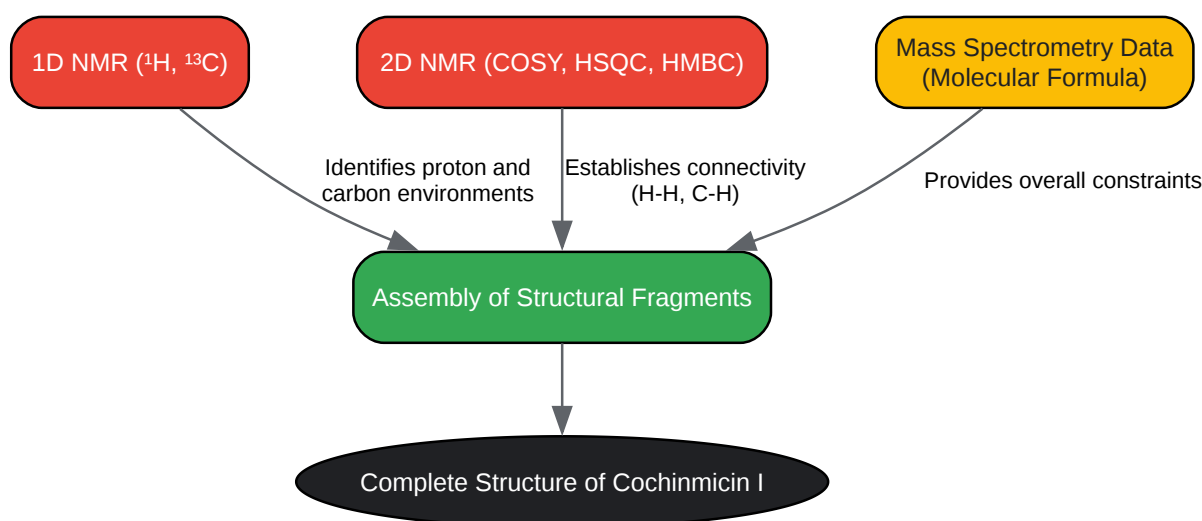 1D NMR (¹H, ¹³C)
2D NMR (COSY, HSQC, HMBC)
Mass Spectrometry Data
(Molecular Formula)
Identifies proton and
carbon environments
Establishes connectivity
(H-H, C-H)
Provides overall constraints
Assembly of Structural Fragments
Complete Structure of Cochinmicin I